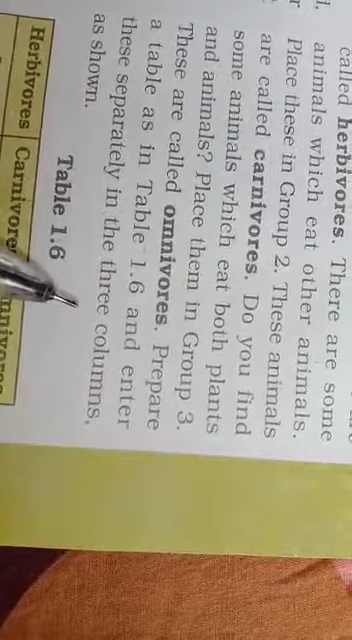 called herbivores. There are some
animals which eat other animals.
Place these in Group 2. These animals
are called carnivores. Do you find
some animals which eat both plants
and animals? Place them in Group 3.
These are called omnivores. Prepare
a table as in Table 1.6 and enter
these separately in the three columns,
as shown.
Table 1.6
Herbivores Carnivore